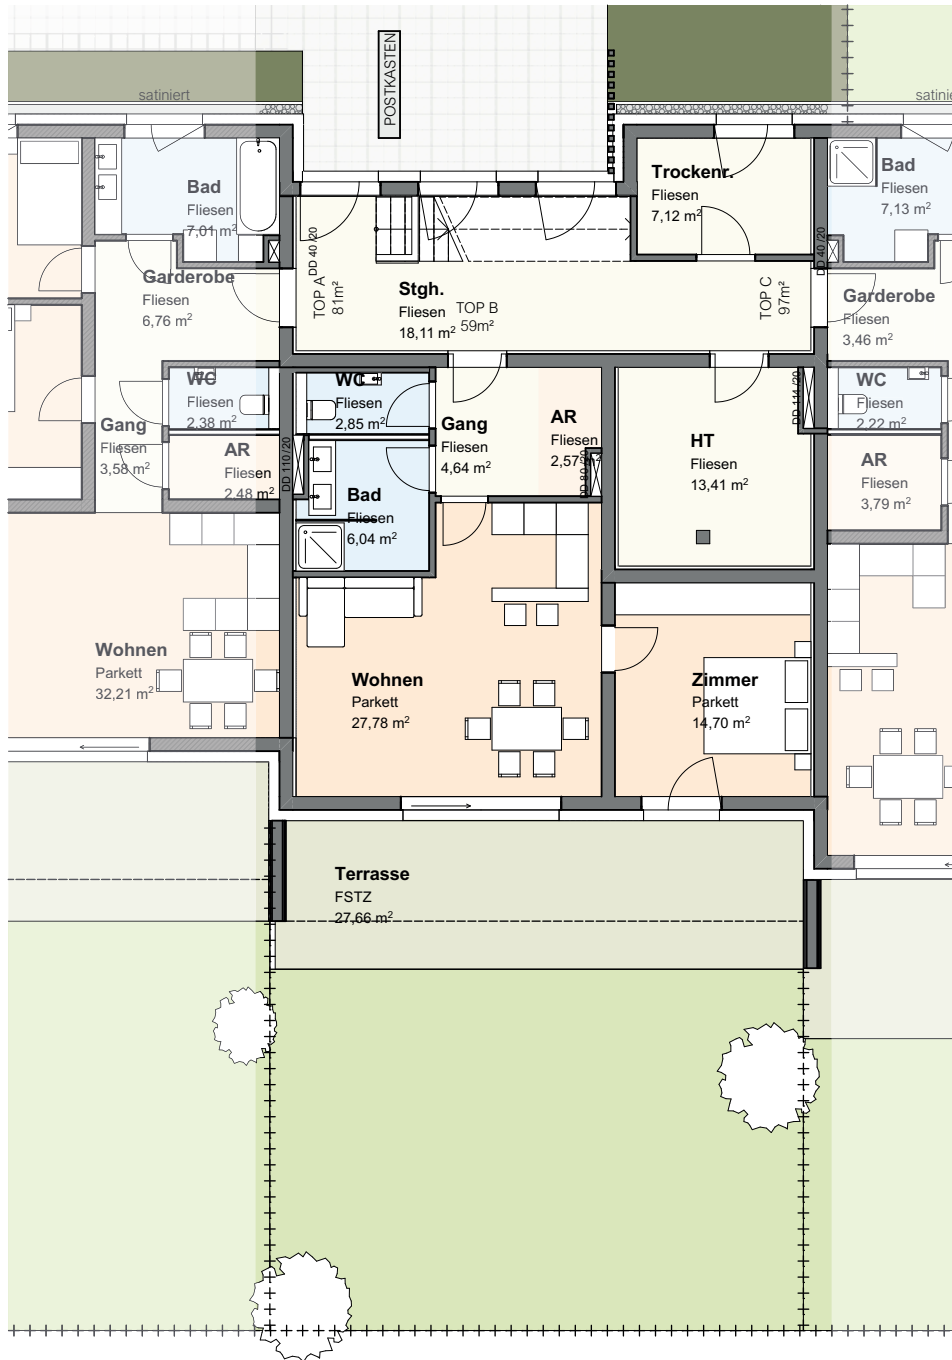 POSTKASTEN
satiniert
satinie
Bad
Fliesen
7,01 m²
Trockenr.
Fliesen
7,12 m²
Bad
Fliesen
7,13 m²
Garderobe
Fliesen
6,76 m²
DD 40 /20
TOP A
81m²
Stgh.
Fliesen
18,11 m²
TOP B
59m²
TOP C
97m²
DD 40 /20
Garderobe
Fliesen
3,46 m²
WC
Fliesen
2,38 m²
WC
Fliesen
2,85 m²
Gang
Fliesen
3,58 m²
Gang
Fliesen
4,64 m²
AR
Fliesen
2,57
DD 80 /20
HT
Fliesen
13,41 m²
WC
Fliesen
2,22 m²
AR
Fliesen
2,48 m²
DD 110/20
Bad
Fliesen
6,04 m²
AR
Fliesen
3,79 m²
Wohnen
Parkett
32,21 m²
Wohnen
Parkett
27,78 m²
Zimmer
Parkett
14,70 m²
Terrasse
FSTZ
27,66 m²